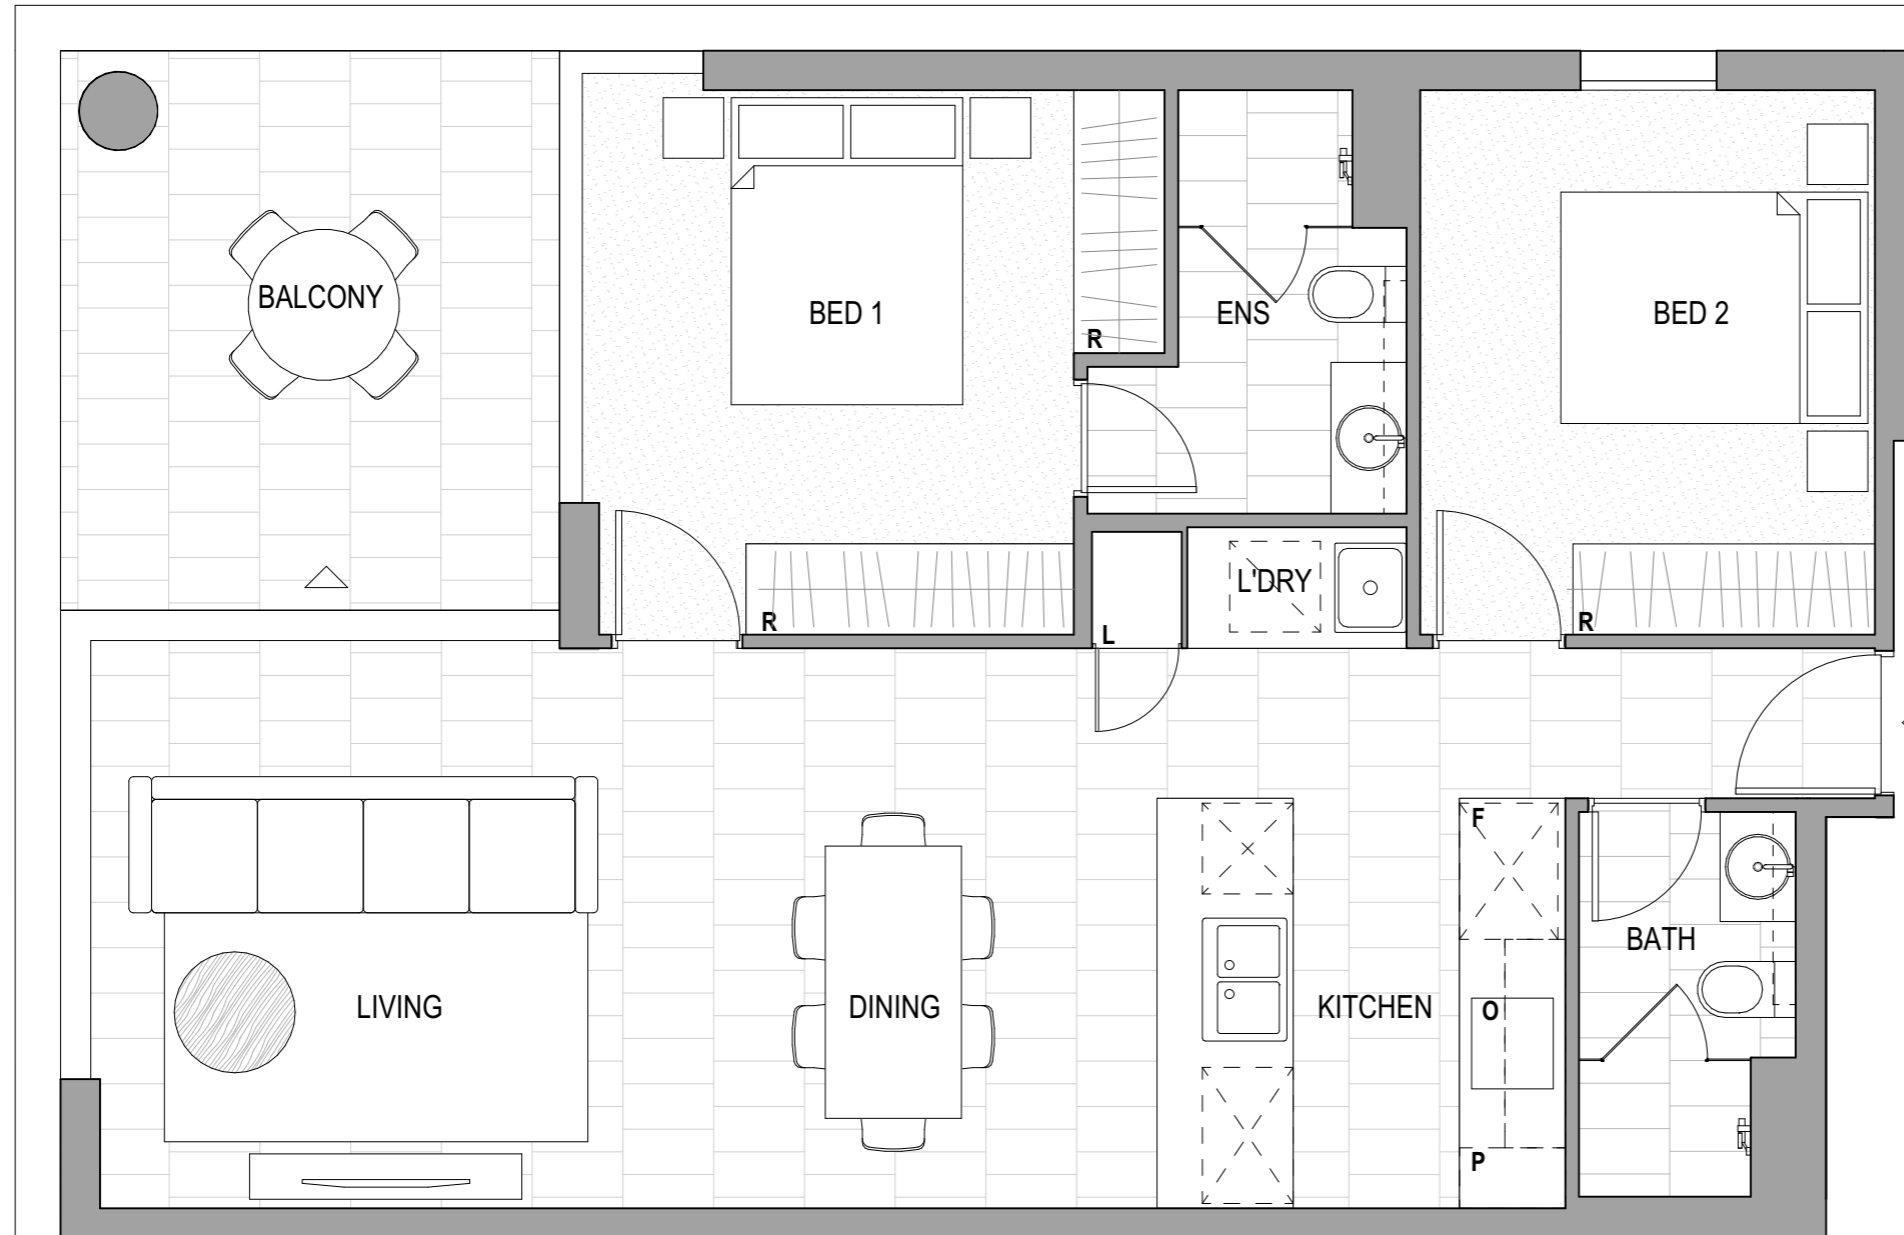 BALCONY
BED 1
ENS
BED 2
R
L'DRY
R
L
R
F
BATH
LIVING
DINING
KITCHEN
O
P